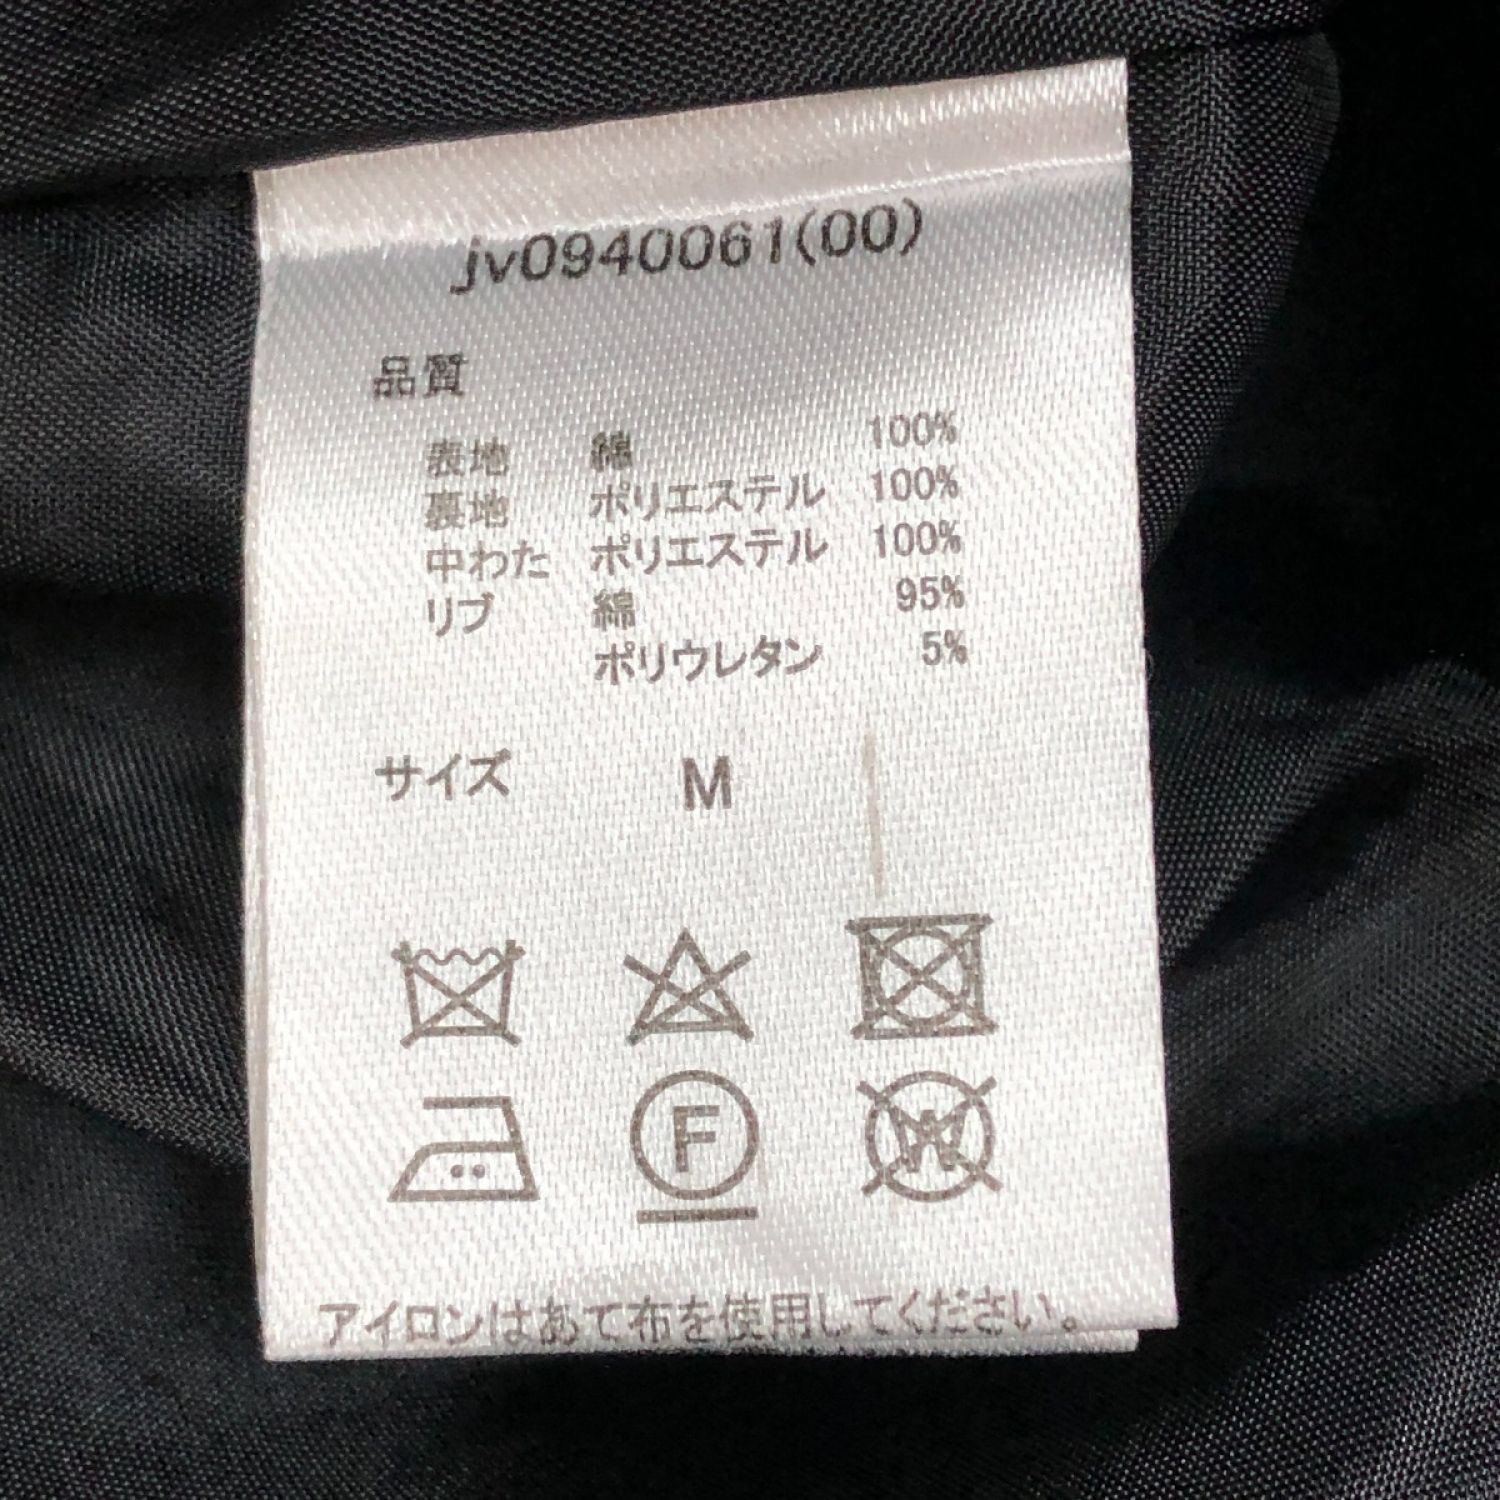 jv0940061(00)
品質
表地 綿 100%
裏地 ポリエステル 100%
中わた ポリエステル 100%
リブ 綿 95%
ポリウレタン 5%
サイズ M
F
W
アイロンはあて布を使用してください。